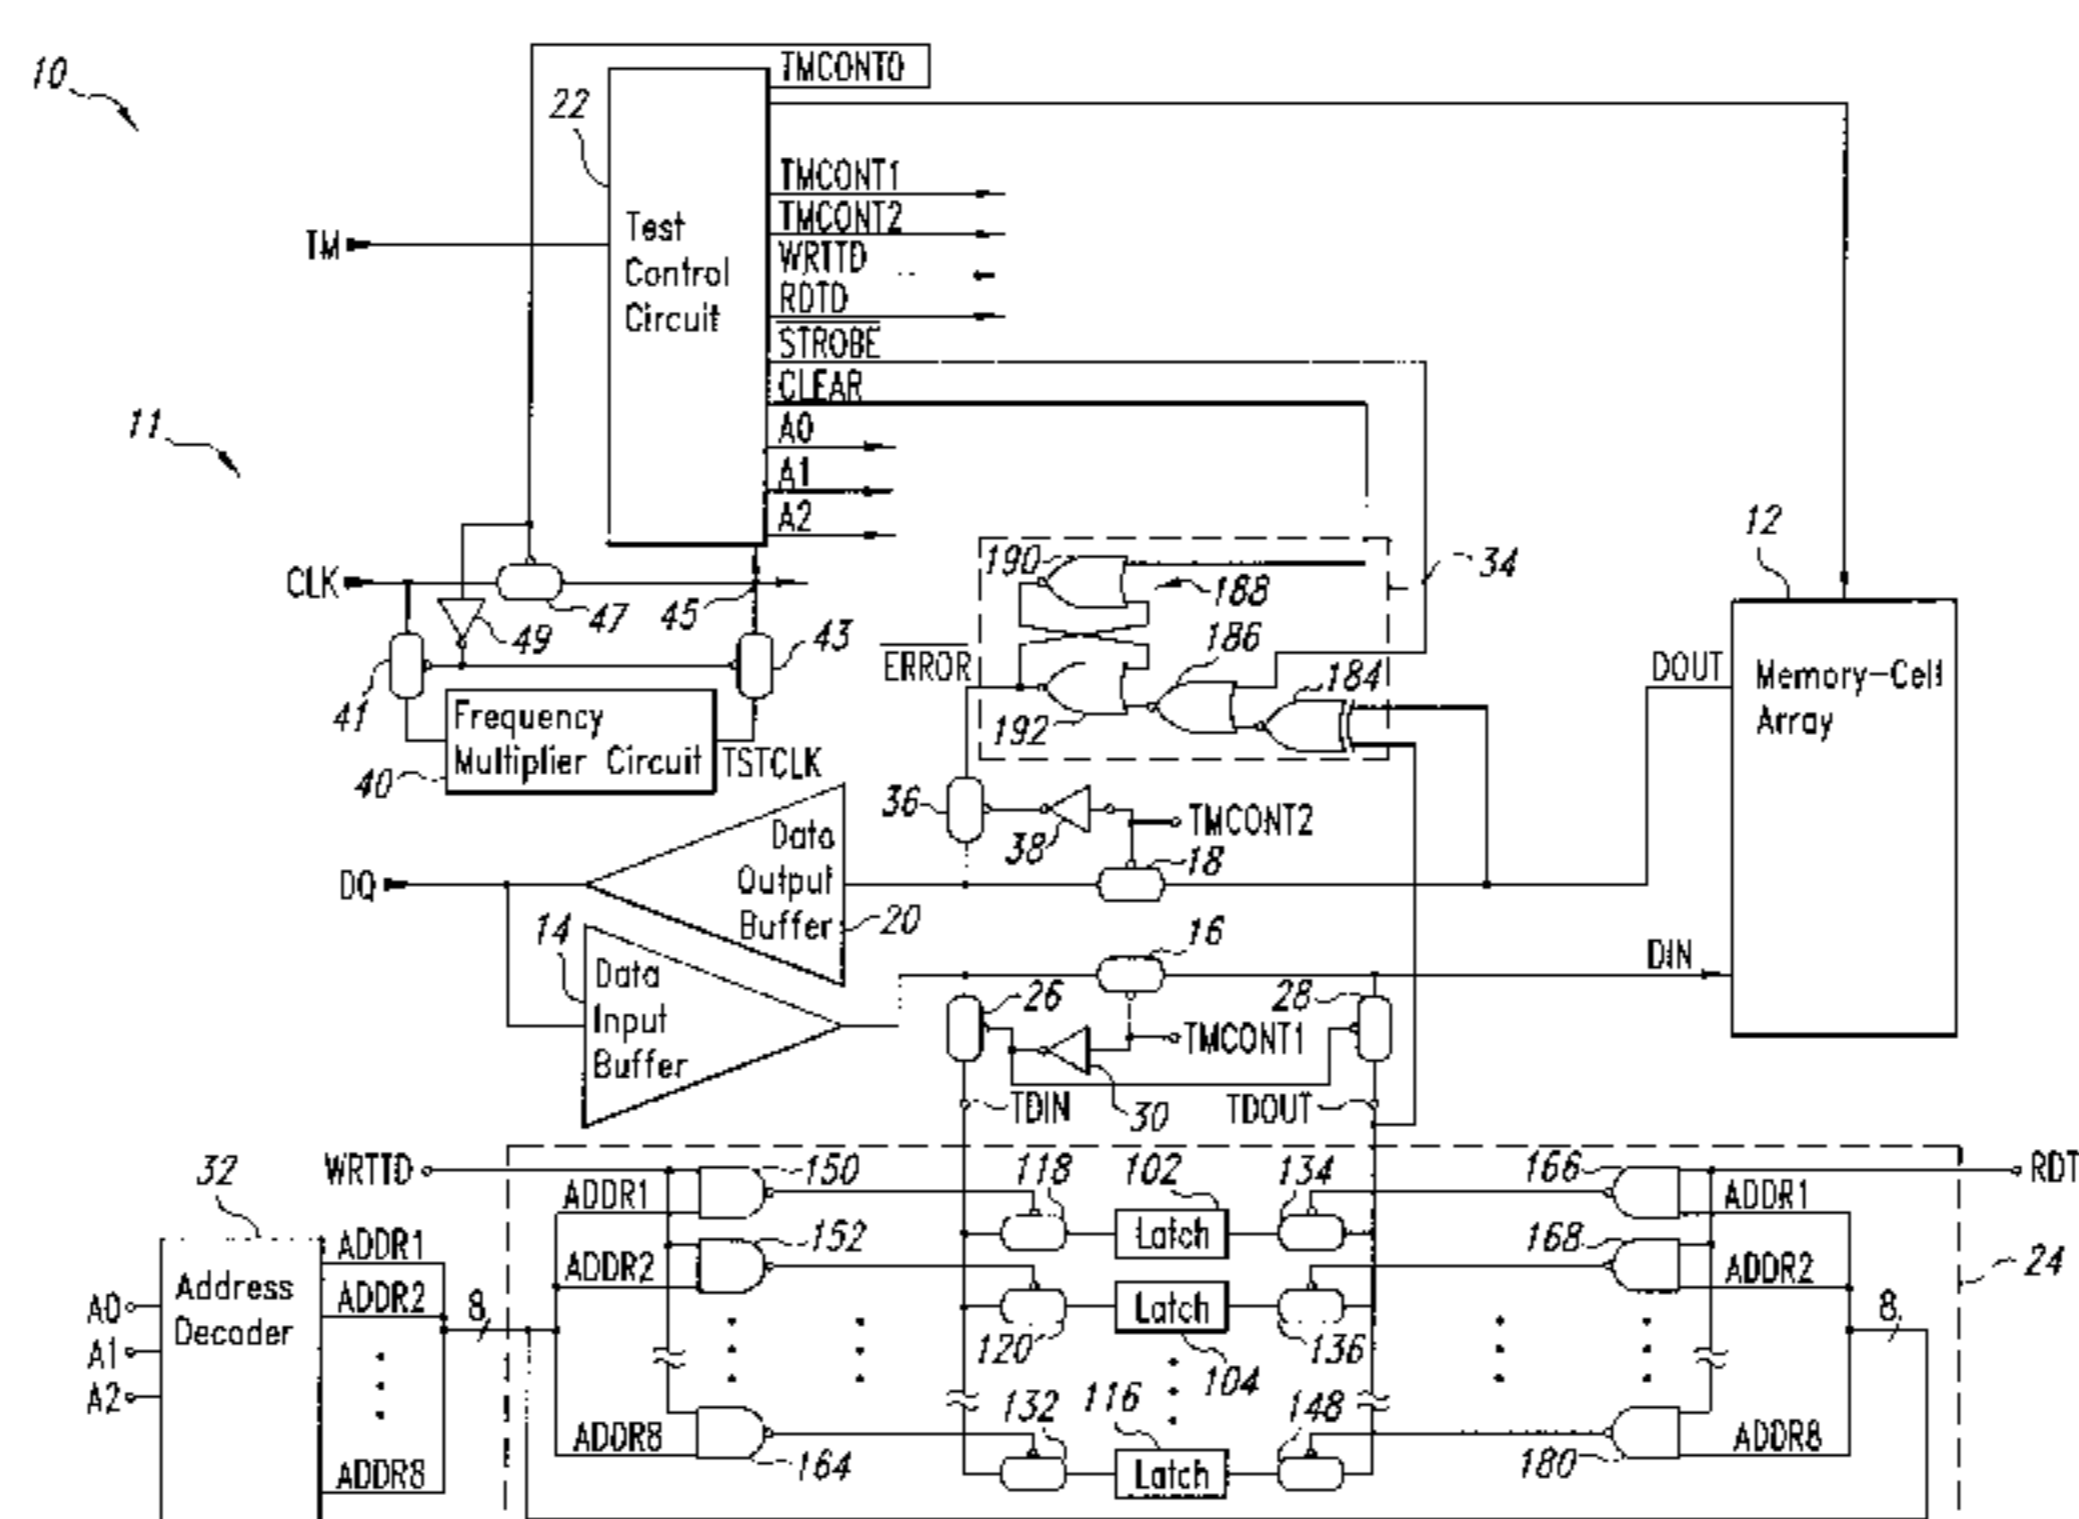 10
TMCONT0
22
TMCONT1
TMCONT2
WRTTD
RDTD
STROBE
CLEAR
A0
A1
A2
TM
Test
Control
Circuit
11
12
CLK
49
47
45
43
41
190
188
34
186
184
192
ERROR
DOUT
Memory-Cell
Array
Frequency
Multiplier Circuit
40
TSTCLK
36
38
TMCONT2
18
Data
Output
Buffer
20
DQ
14
Data
Input
Buffer
16
DIN
26
28
TMCONT1
TDIN
30
TDOUT
32
WRTTD
150
118
102
134
166
RDT
ADDR1
Latch
ADDR1
152
168
ADDR1
ADDR2
Latch
ADDR2
24
Address
Decoder
ADDR2
A0
A1
A2
8
120
104
136
8
132
116
148
ADDR8
164
Latch
180
ADDR8
ADDR8